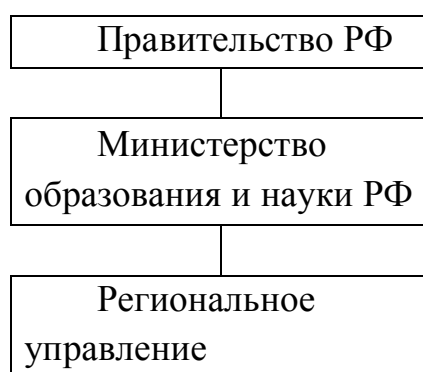 Правительство РФ
Министерство
образования и науки РФ
Региональное
управление